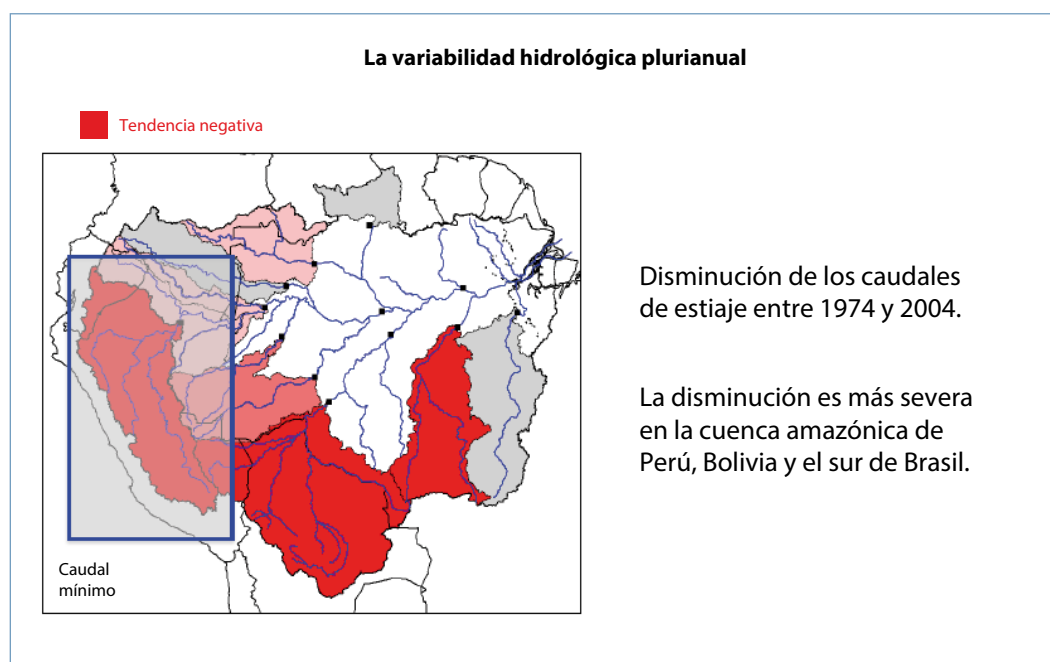 La variabilidad hidrológica plurianual
Tendencia negativa
Caudal
mínimo
Disminución de los caudales
de estiaje entre 1974 y 2004.
La disminución es más severa
en la cuenca amazónica de
Perú, Bolivia y el sur de Brasil.